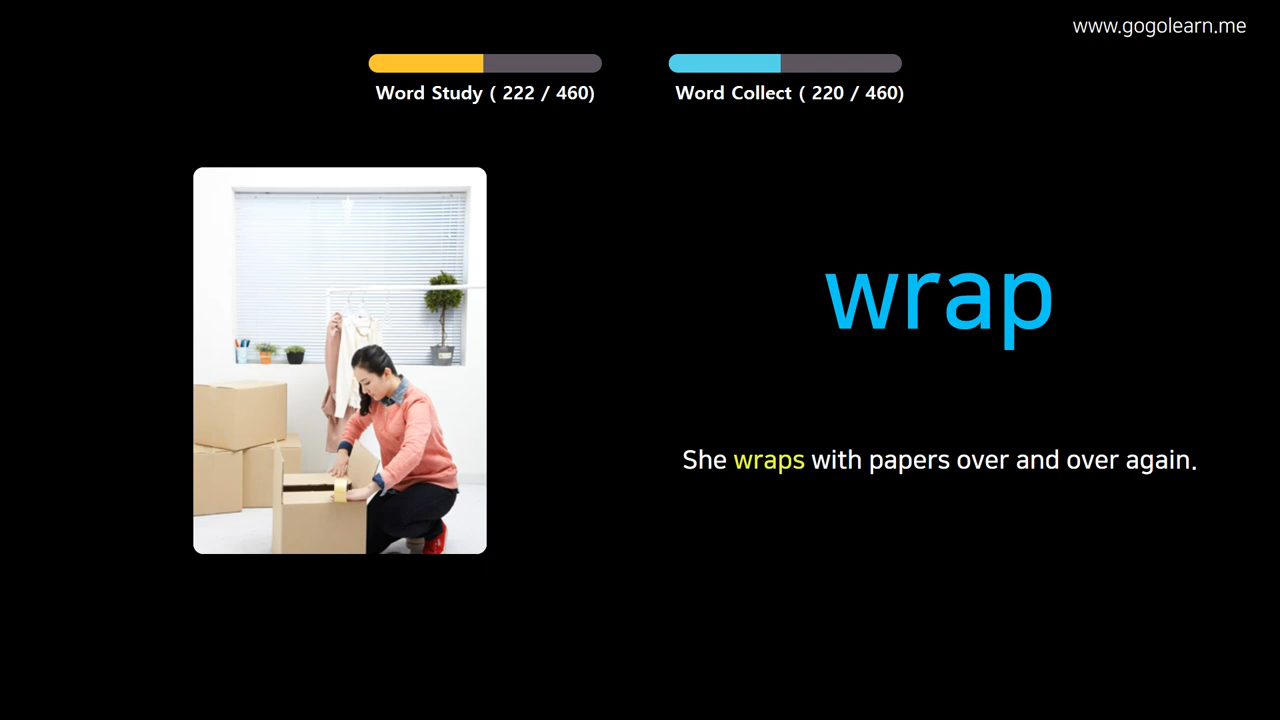 www.gogolearn.me
Word Study ( 222 / 460)
Word Collect ( 220 / 460)
wrap
She wraps with papers over and over again.